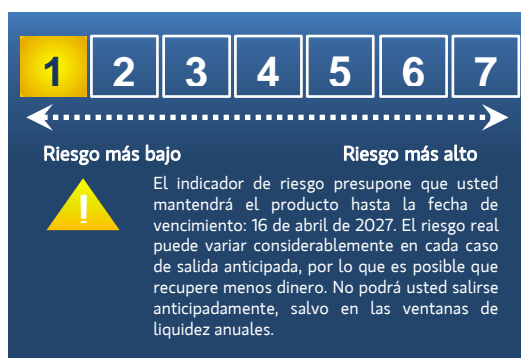 1 2 3 4 5 6 7
Riesgo más bajo Riesgo más alto
!
El indicador de riesgo presupone que usted
mantendrá el producto hasta la fecha de
vencimiento: 16 de abril de 2027. El riesgo real
puede variar considerablemente en cada caso
de salida anticipada, por lo que es posible que
recupere menos dinero. No podrá usted salirse
anticipadamente, salvo en las ventanas de
liquidez anuales.